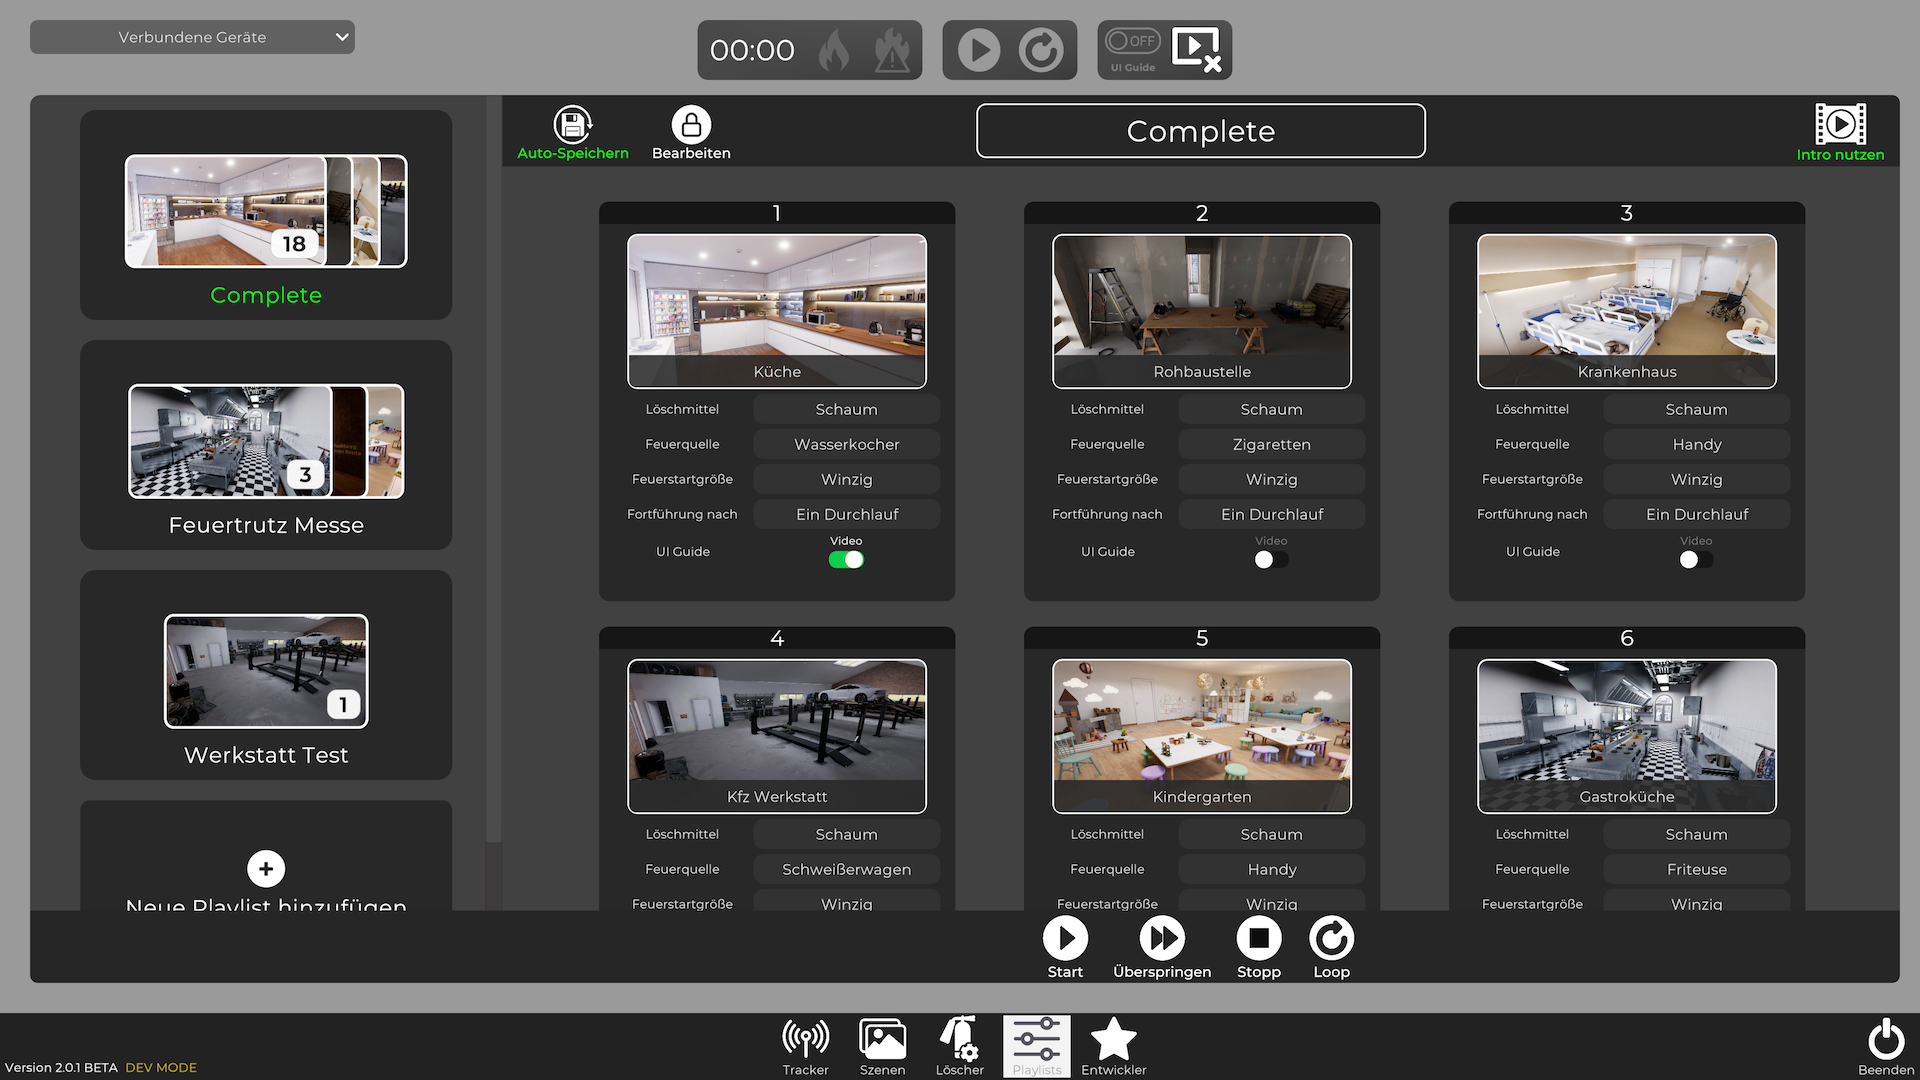 Verbundene Geräte
00:00
OFF
UI Guide
Auto-Speichern
Bearbeiten
Complete
Intro nutzen
18
Complete
3
Feuertrutz Messe
1
Werkstatt Test
Neue Playlist hinzufügen
1
Küche
Löschmittel Schaum
Feuerquelle Wasserkocher
Feuerstartgröße Winzig
Fortführung nach Ein Durchlauf
UI Guide Video
2
Rohbaustelle
Löschmittel Schaum
Feuerquelle Zigaretten
Feuerstartgröße Winzig
Fortführung nach Ein Durchlauf
UI Guide Video
3
Krankenhaus
Löschmittel Schaum
Feuerquelle Handy
Feuerstartgröße Winzig
Fortführung nach Ein Durchlauf
UI Guide Video
4
Kfz Werkstatt
Löschmittel Schaum
Feuerquelle Schweißerwagen
Feuerstartgröße Winzig
5
Kindergarten
Löschmittel Schaum
Feuerquelle Handy
Feuerstartgröße Winzig
6
Gastroküche
Löschmittel Schaum
Feuerquelle Friteuse
Feuerstartgröße Winzig
Start
Überspringen
Stopp
Loop
Version 2.0.1 BETA DEV MODE
Tracker
Szenen
Löscher
Playlists
Entwickler
Beenden